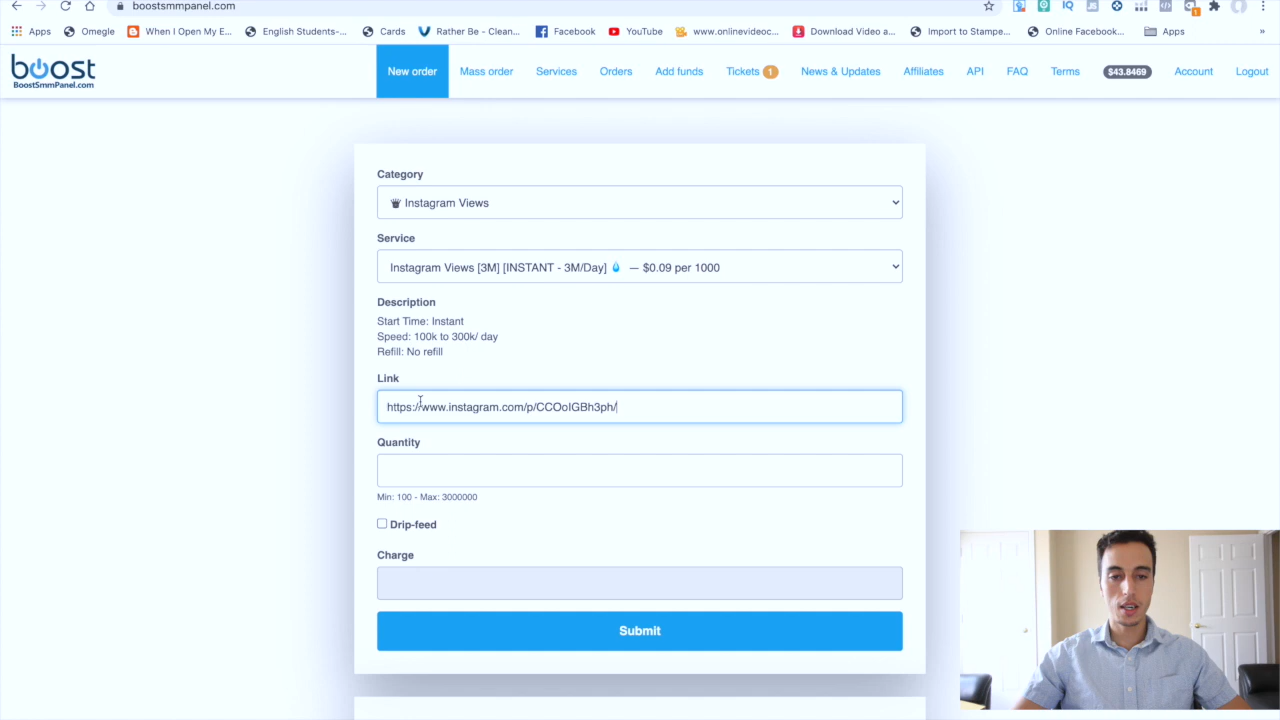 boostsmmpanel.com
Apps Omegle When I Open My E... English Students-... Cards Rather Be - Clean... Facebook YouTube www.onlinevideoc... Download Video a... Import to Stampe... Online Facebook... Apps »
boost
BoostSmmPanel.com
New order Mass order Services Orders Add funds Tickets 1 News & Updates Affiliates API FAQ Terms $43.8469 Account Logout
Category
Instagram Views
Service
Instagram Views [3M] [INSTANT - 3M/Day] 💧 — $0.09 per 1000
Description
Start Time: Instant
Speed: 100k to 300k/ day
Refill: No refill
Link
https://www.instagram.com/p/CCOoIGBh3ph/
Quantity
Min: 100 - Max: 3000000
Drip-feed
Charge
Submit